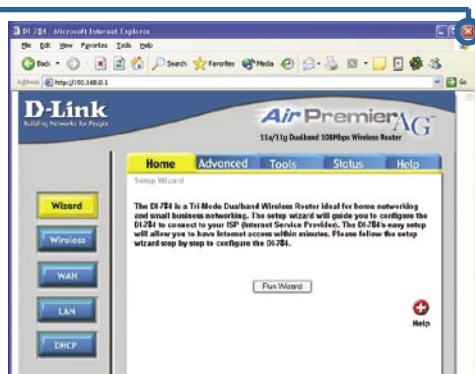 DI-784 - Microsoft Internet Explorer
File Edit View Favorites Tools Help
Back Search Favorites Media
Address http://192.168.0.1 Go
D-Link
Building Networks for People
Air Premier AG
11a/11g Dualband 108Mbps Wireless Router
Home Advanced Tools Status Help
Setup Wizard
Wizard
The DI-784 is a Tri-Mode Dualband Wireless Router ideal for home networking
and small business networking. The setup wizard will guide you to configure the
DI-784 to connect to your ISP (Internet Service Provider). The DI-784's easy setup
will allow you to have Internet access within minutes. Please follow the setup
wizard step by step to configure the DI-784.
Wireless
WAN
Run Wizard
LAN
Help
DHCP